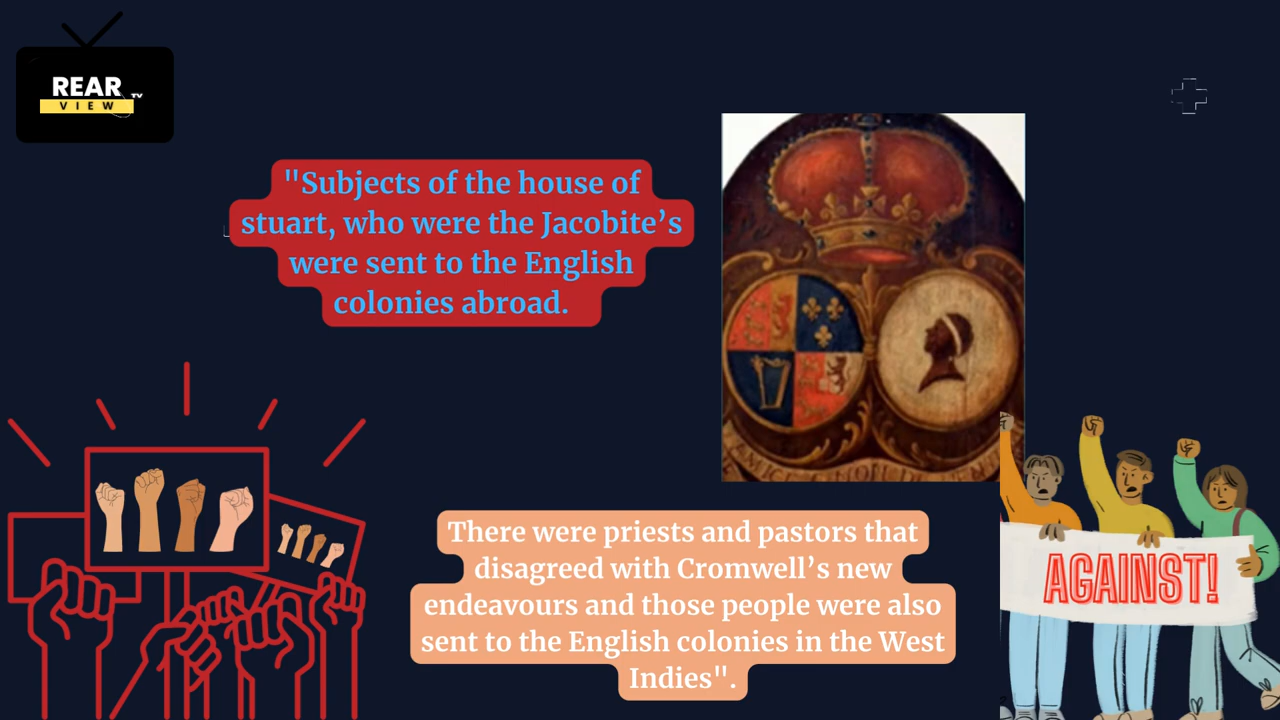 REAR
TV
VIEW
"Subjects of the house of
stuart, who were the Jacobite’s
were sent to the English
colonies abroad.
There were priests and pastors that
disagreed with Cromwell’s new
endeavours and those people were also
sent to the English colonies in the West
Indies".
AGAINST!